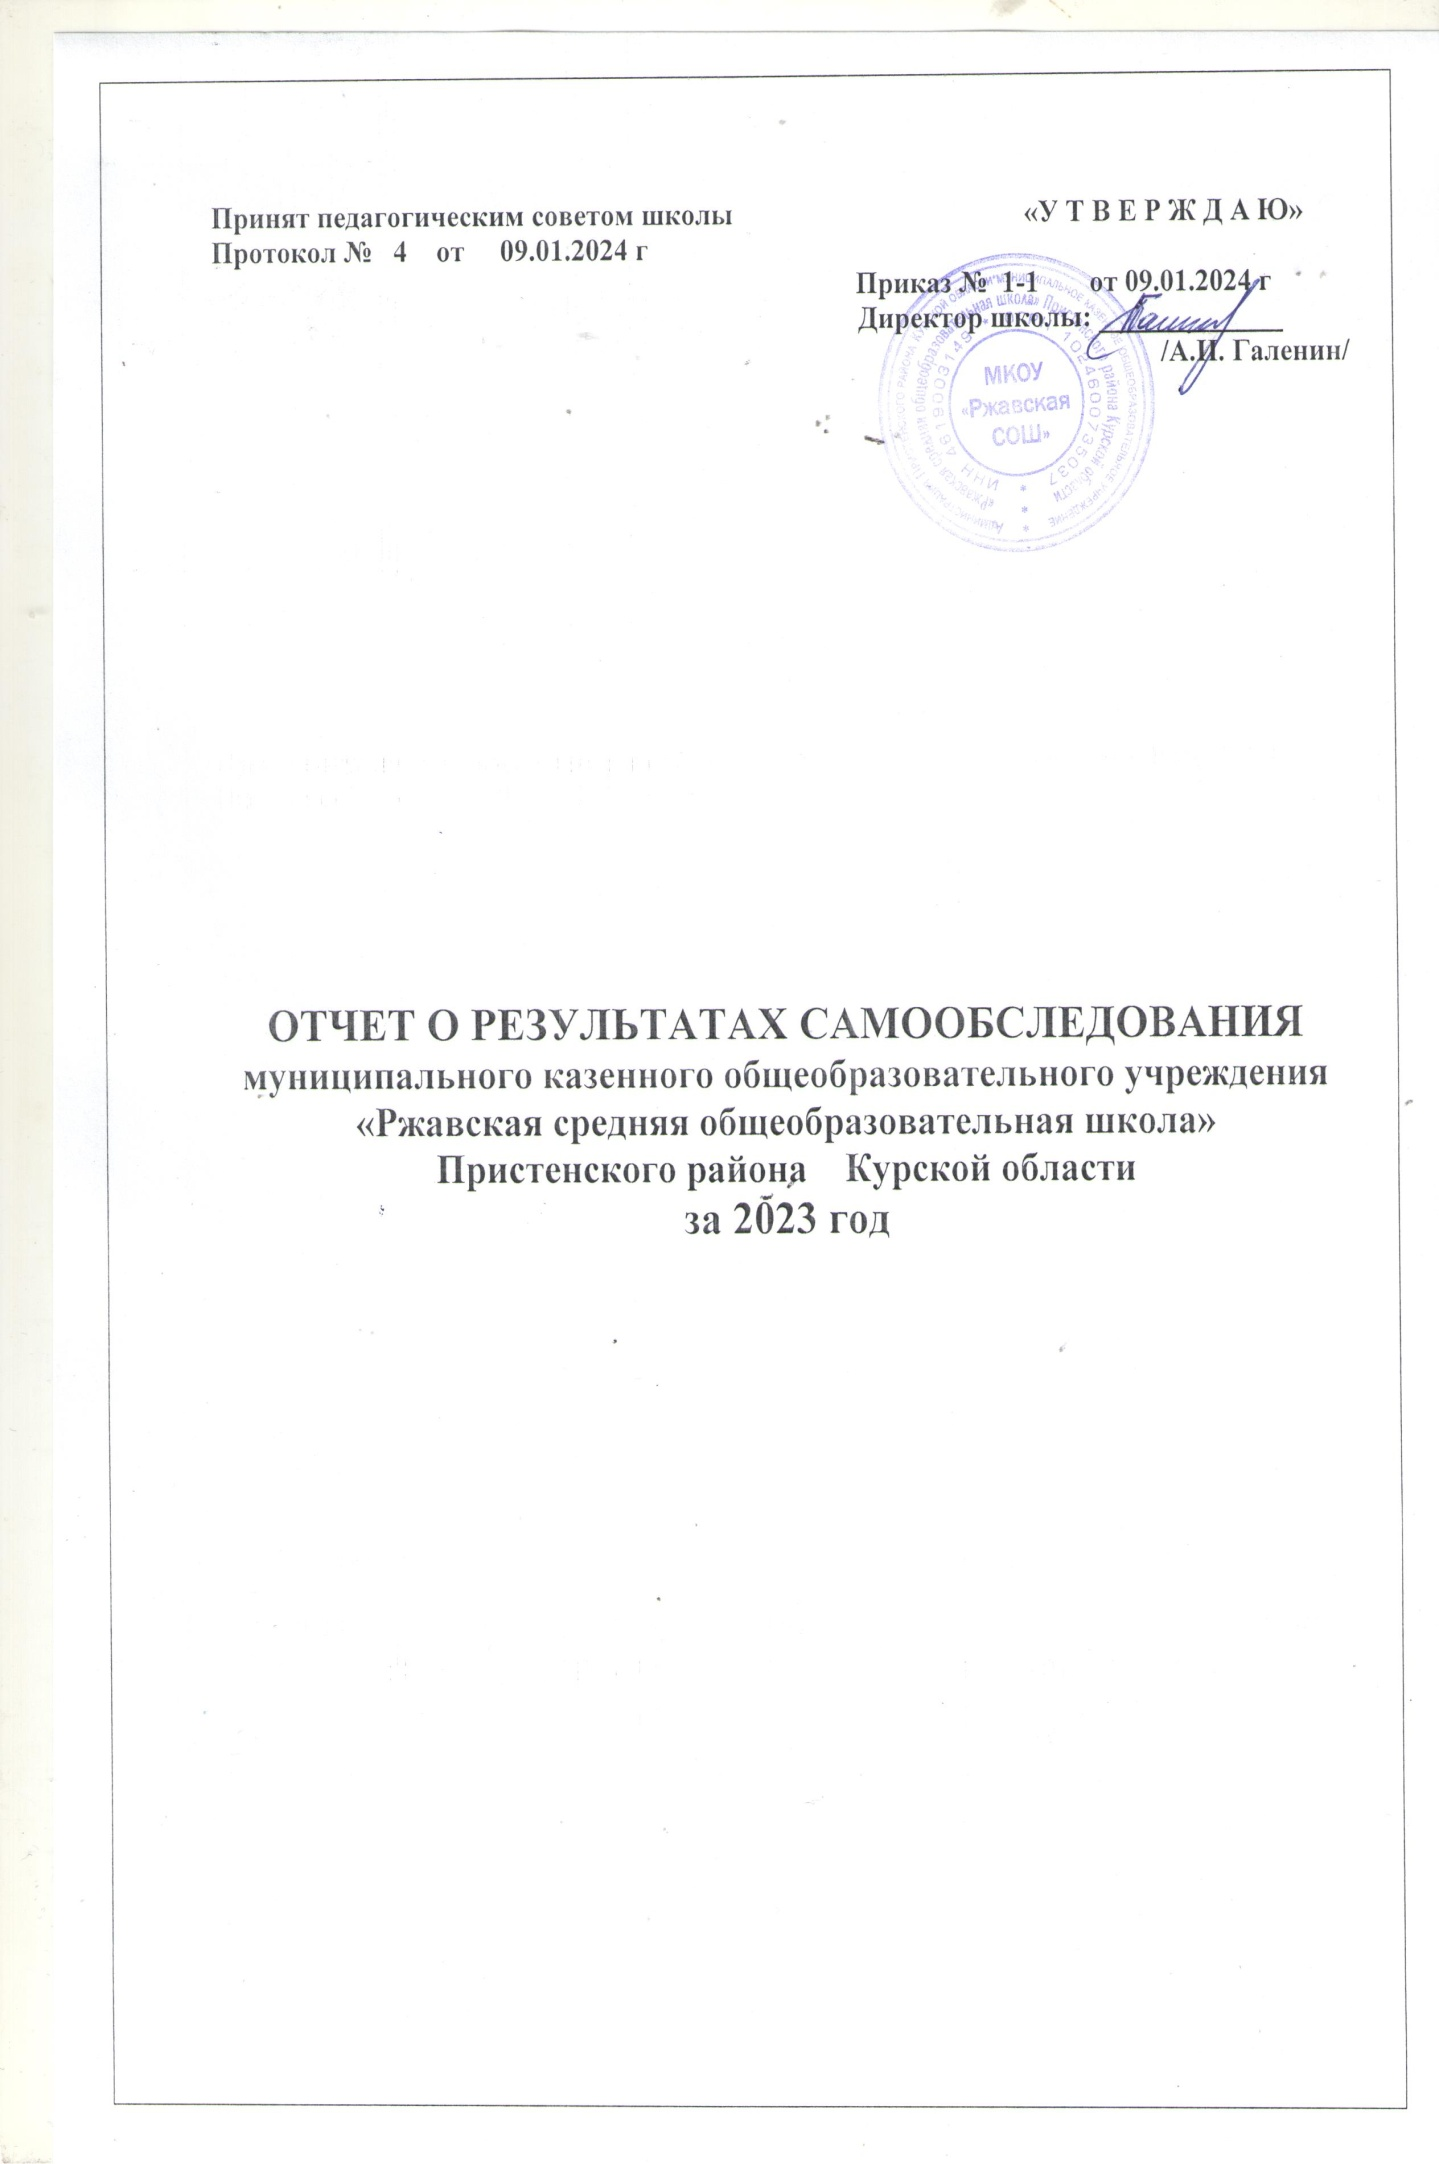 Принят педагогическим советом школы
Протокол № 4 от 09.01.2024 г
«У Т В Е Р Ж Д А Ю»
Приказ № 1-1 от 09.01.2024 г
Директор школы:
/А.И. Галенин/
МКОУ
«Ржавская
СОШ»
ОТЧЕТ О РЕЗУЛЬТАТАХ САМООБСЛЕДОВАНИЯ
муниципального казенного общеобразовательного учреждения
«Ржавская средняя общеобразовательная школа»
Пристенского района Курской области
за 2023 год